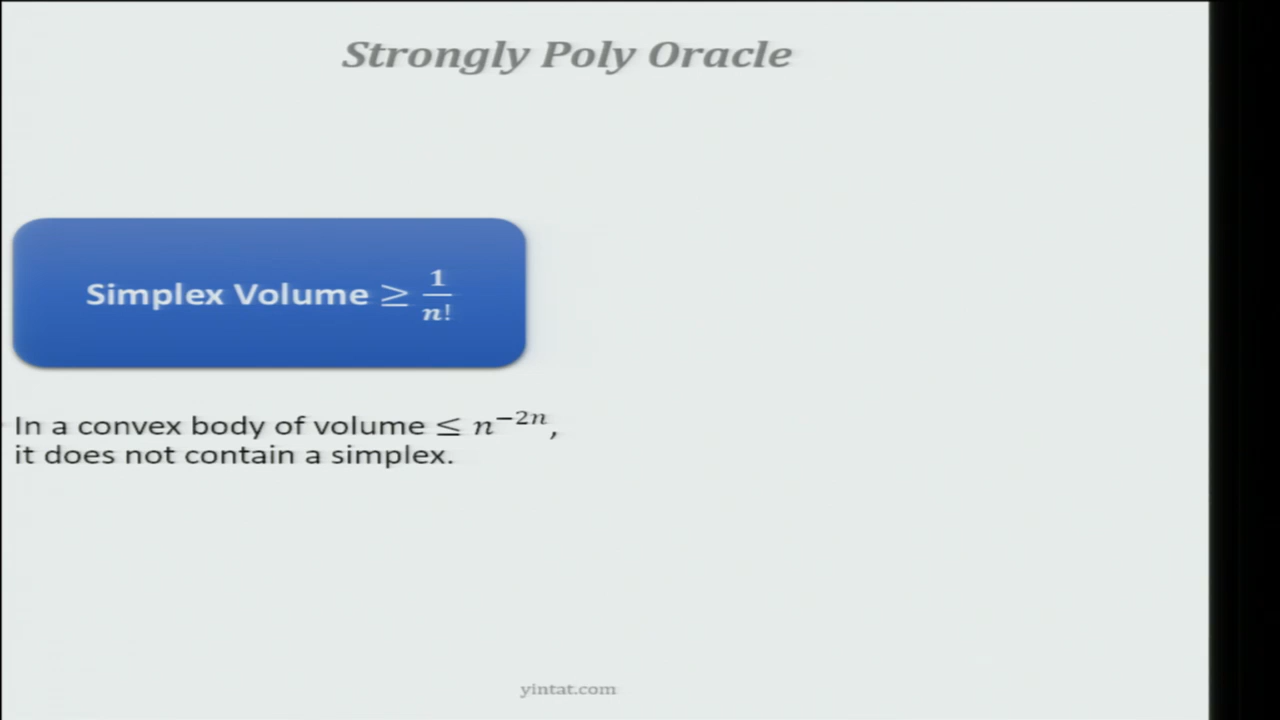 Strongly Poly Oracle
Simplex Volume ≥ 1/n!
In a convex body of volume ≤ n^{-2n},
it does not contain a simplex.
yintat.com